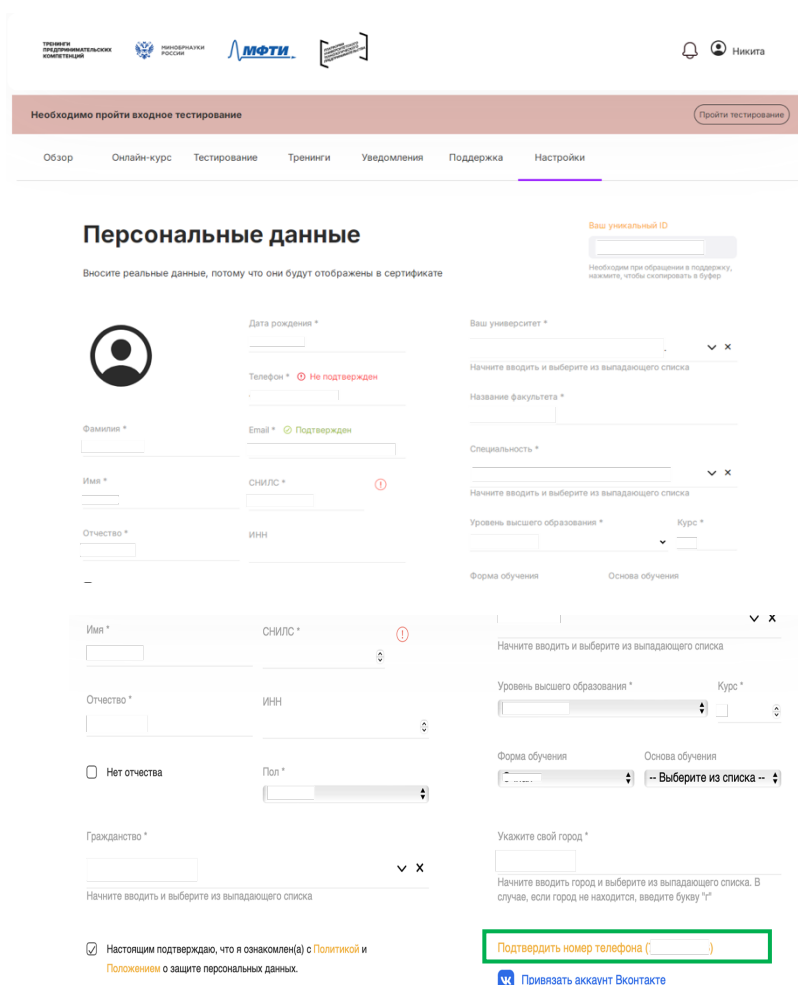 ТРЕНИНГИ
ПРЕДПРИНИМАТЕЛЬСКИХ
КОМПЕТЕНЦИЙ
МИНОБРНАУКИ
РОССИИ
МФТИ
Никита
Необходимо пройти входное тестирование
Пройти тестирование
Обзор Онлайн-курс Тестирование Тренинги Уведомления Поддержка Настройки
Персональные данные
Вносите реальные данные, потому что они будут отображены в сертификате
Ваш уникальный ID
Необходим при обращении в поддержку,
нажмите, чтобы скопировать в буфер
Дата рождения *
Телефон * Не подтвержден
Фамилия *
Email * Подтвержден
Имя *
СНИЛС *
Отчество *
ИНН
Ваш университет *
Начните вводить и выберите из выпадающего списка
Название факультета *
Специальность *
Начните вводить и выберите из выпадающего списка
Уровень высшего образования * Курс *
Форма обучения Основа обучения
Имя *
СНИЛС *
Отчество *
ИНН
Нет отчества
Пол *
Гражданство *
Начните вводить и выберите из выпадающего списка
Настоящим подтверждаю, что я ознакомлен(а) с Политикой и
Положением о защите персональных данных.
Начните вводить и выберите из выпадающего списка
Уровень высшего образования * Курс *
Форма обучения Основа обучения
-- Выберите из списка --
Укажите свой город *
Начните вводить город и выберите из выпадающего списка. В
случае, если город не находится, введите букву "г"
Подтвердить номер телефона ( )
Привязать аккаунт Вконтакте